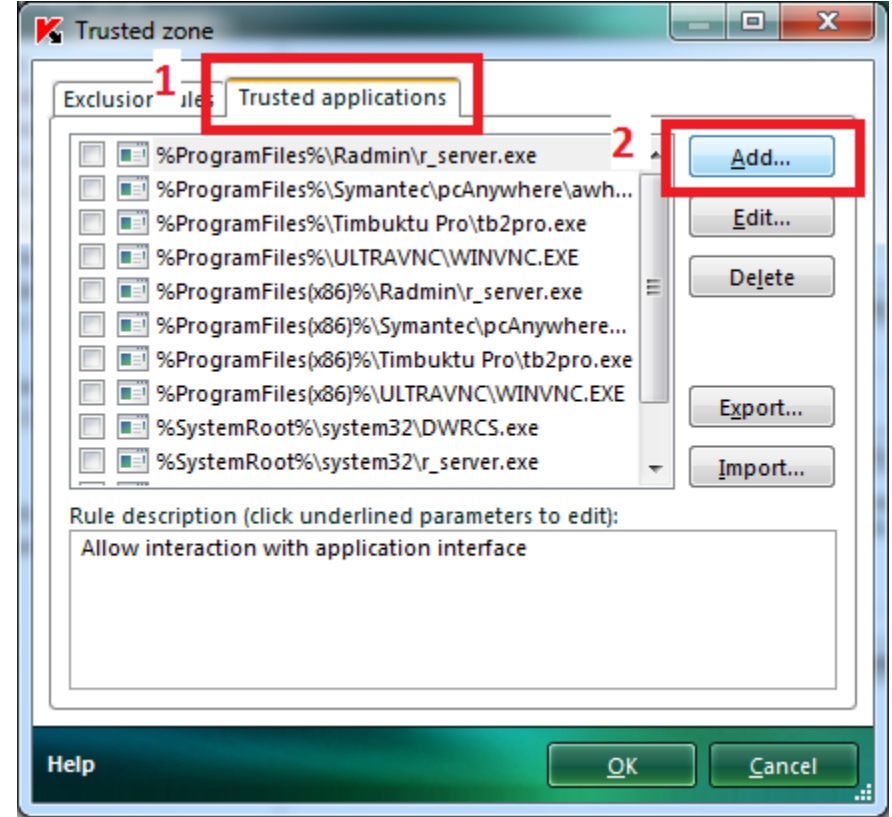 Trusted zone
1
Trusted applications
2
%ProgramFiles%\Radmin\r_server.exe
%ProgramFiles%\Symantec\pcAnywhere\awh...
%ProgramFiles%\Timbuktu Pro\tb2pro.exe
%ProgramFiles%\ULTRAVNC\WINVNC.EXE
%ProgramFiles(x86)%\Radmin\r_server.exe
%ProgramFiles(x86)%\Symantec\pcAnywhere...
%ProgramFiles(x86)%\Timbuktu Pro\tb2pro.exe
%ProgramFiles(x86)%\ULTRAVNC\WINVNC.EXE
%SystemRoot%\system32\DWRCS.exe
%SystemRoot%\system32\r_server.exe
Add...
Edit...
Delete
Export...
Import...
Rule description (click underlined parameters to edit):
Allow interaction with application interface
Help
OK
Cancel